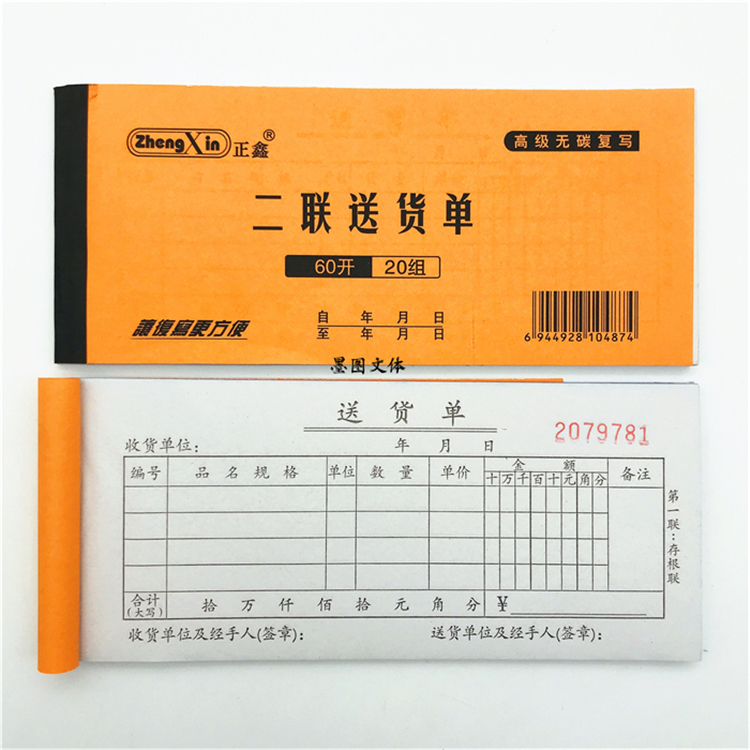 ZhengXin 正鑫®
高级无碳复写
二联送货单
60开 20组
自 年 月 日
至 年 月 日
讓復寫更方便
6 944928 104874
墨图文体
送货单
2079781
收货单位: 年 月 日
编号 品名规格 单位 数量 单价 金额 备注
十万千百十元角分
第一联:存根联
合计(大写) 拾 万 仟 佰 拾 元 角 分 ¥
收货单位及经手人(签章): 送货单位及经手人(签章):